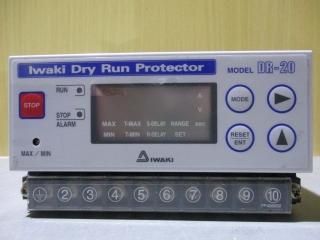 Iwaki Dry Run Protector MODEL DR-20
RUN
STOP
STOP
ALARM
A
V
MAX T-MAX S-DELAY RANGE sec
MIN T-MIN R-DELAY SET
MODE
RESET
ENT
MAX / MIN
IWAKI
1 2 3 4 5 6 7 8 9 10